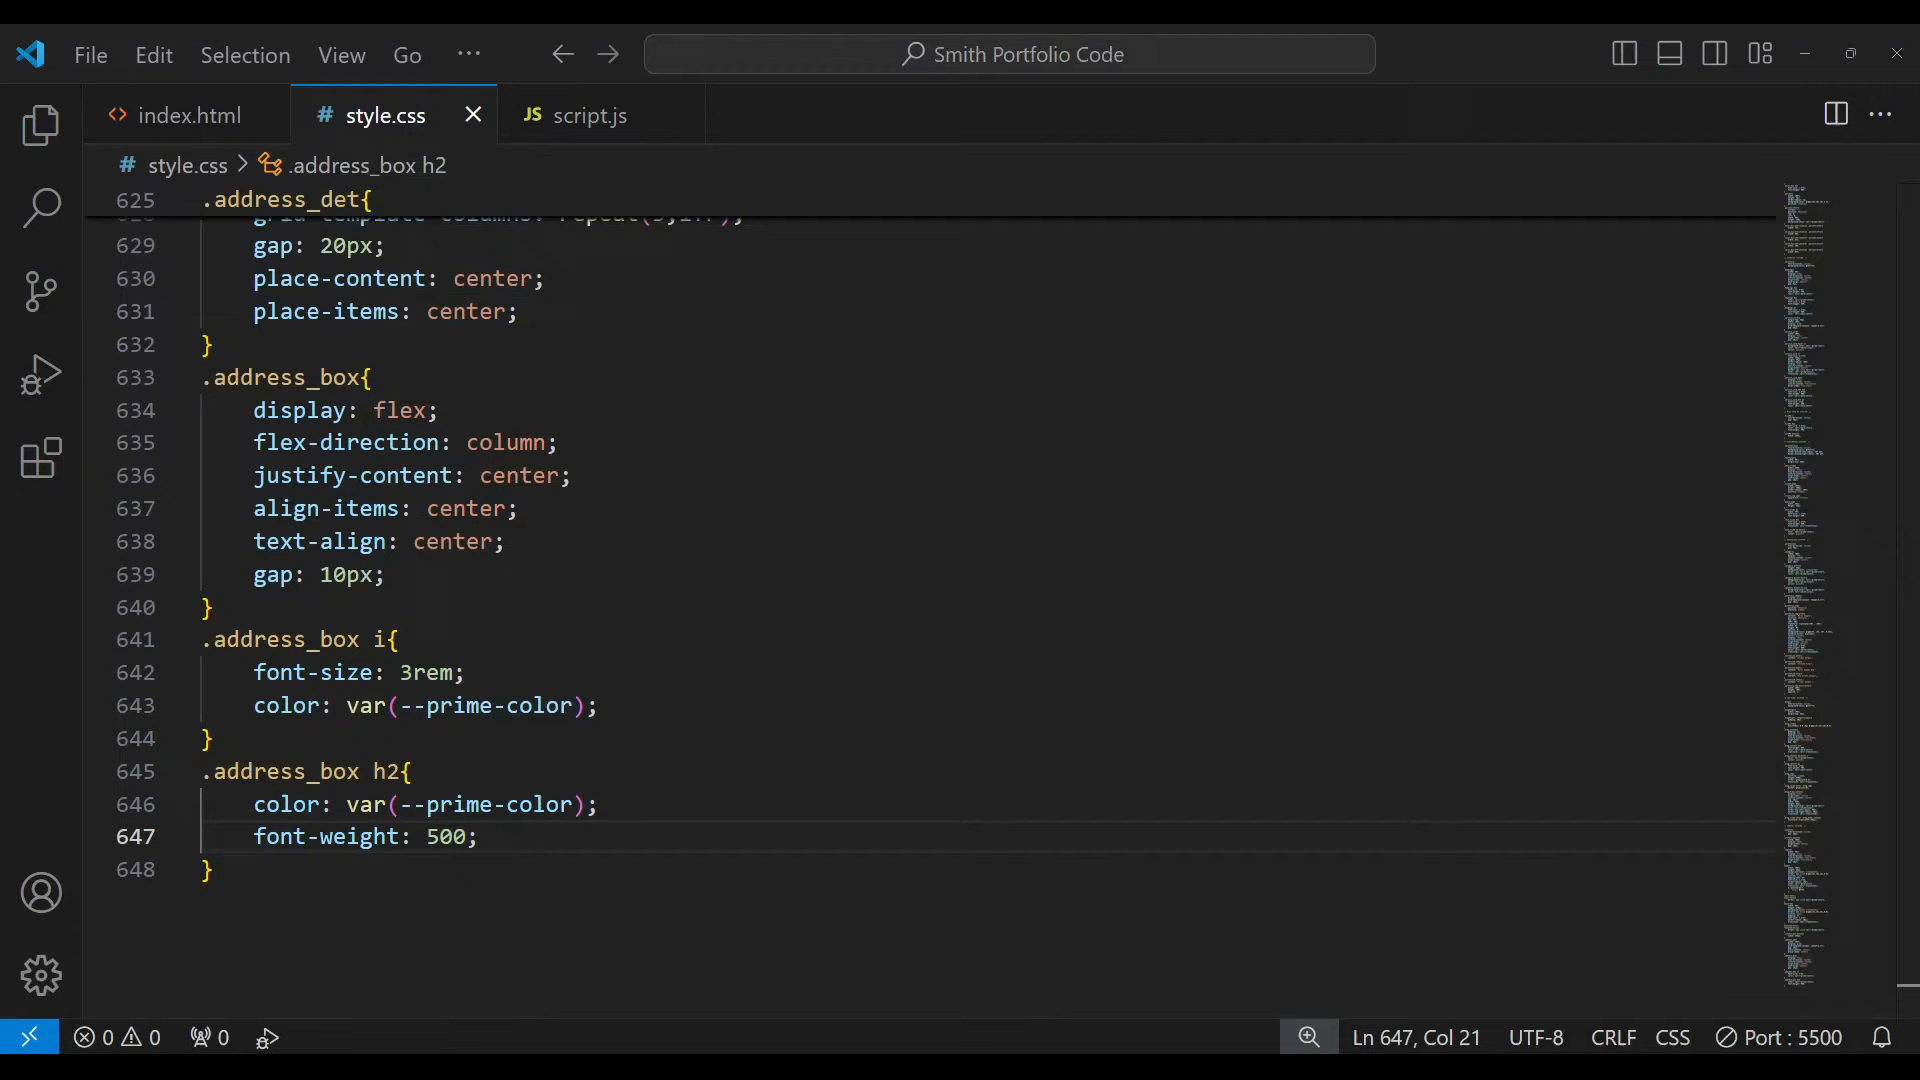 File Edit Selection View Go ··· Smith Portfolio Code
index.html # style.css JS script.js
# style.css > .address_box h2
625 .address_det{
629 gap: 20px;
630 place-content: center;
631 place-items: center;
632 }
633 .address_box{
634 display: flex;
635 flex-direction: column;
636 justify-content: center;
637 align-items: center;
638 text-align: center;
639 gap: 10px;
640 }
641 .address_box i{
642 font-size: 3rem;
643 color: var(--prime-color);
644 }
645 .address_box h2{
646 color: var(--prime-color);
647 font-weight: 500;
648 }
0 0 0 Ln 647, Col 21 UTF-8 CRLF CSS Port : 5500